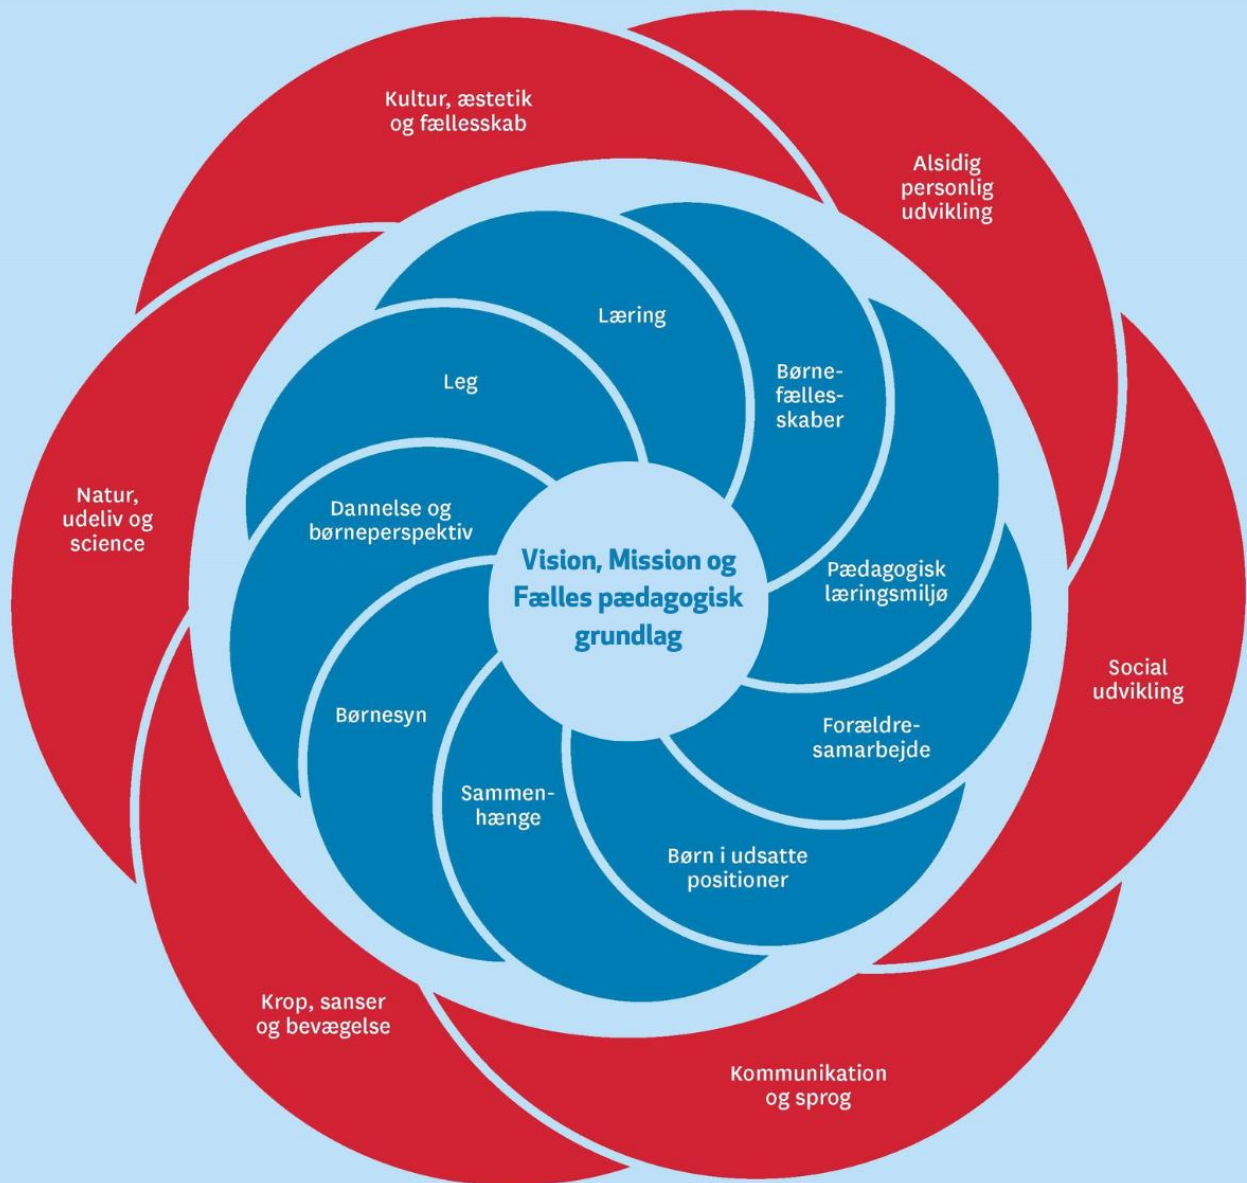 Kultur, æstetik
og fællesskab
Alsidig
personlig
udvikling
Social
udvikling
Kommunikation
og sprog
Krop, sanser
og bevægelse
Natur,
udeliv og
science
Læring
Børne-
fælles-
skaber
Pædagogisk
læringsmiljø
Forældre-
samarbejde
Børn i udsatte
positioner
Sammen-
hænge
Børnesyn
Dannelse og
børneperspektiv
Leg
Vision, Mission og
Fælles pædagogisk
grundlag